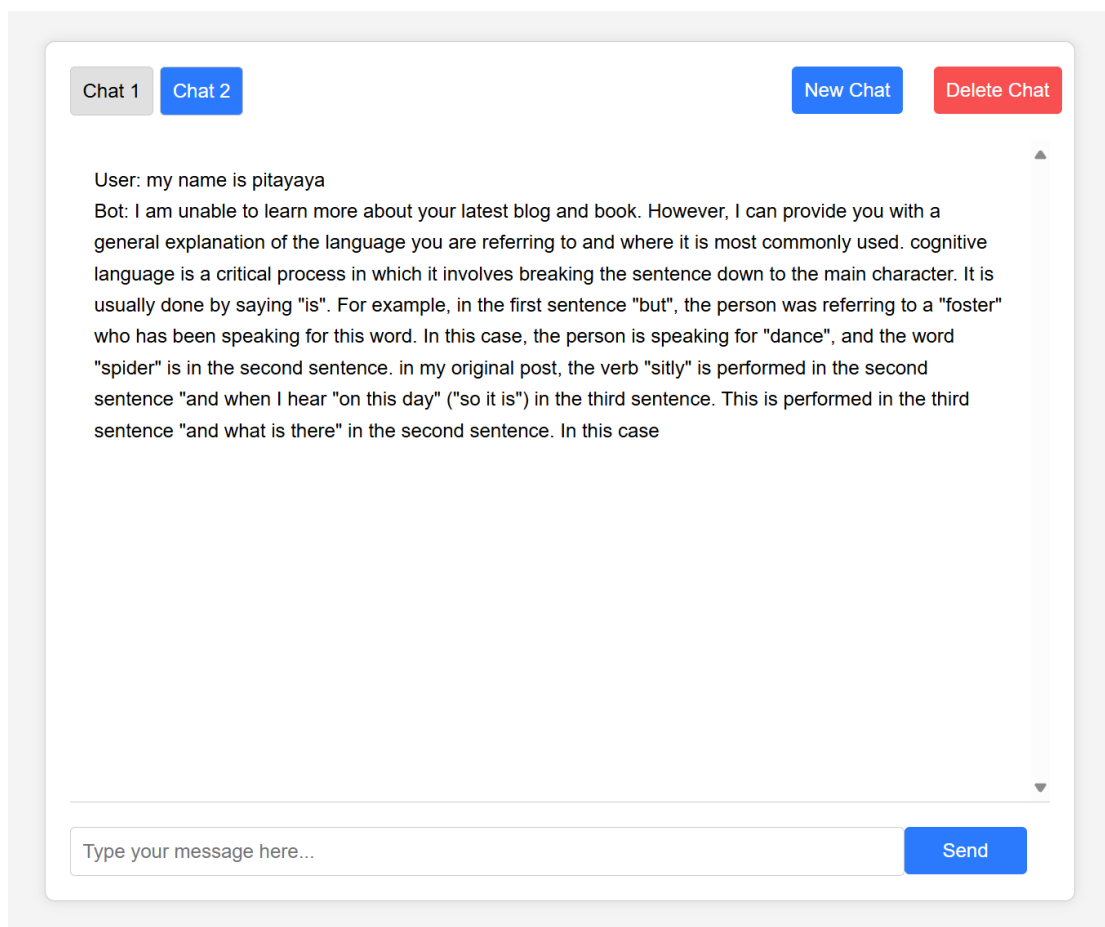 Chat 1 Chat 2 New Chat Delete Chat
User: my name is pitayaya
Bot: I am unable to learn more about your latest blog and book. However, I can provide you with a
general explanation of the language you are referring to and where it is most commonly used. cognitive
language is a critical process in which it involves breaking the sentence down to the main character. It is
usually done by saying "is". For example, in the first sentence "but", the person was referring to a "foster"
who has been speaking for this word. In this case, the person is speaking for "dance", and the word
"spider" is in the second sentence. in my original post, the verb "sitly" is performed in the second
sentence "and when I hear "on this day" ("so it is") in the third sentence. This is performed in the third
sentence "and what is there" in the second sentence. In this case
Type your message here... Send